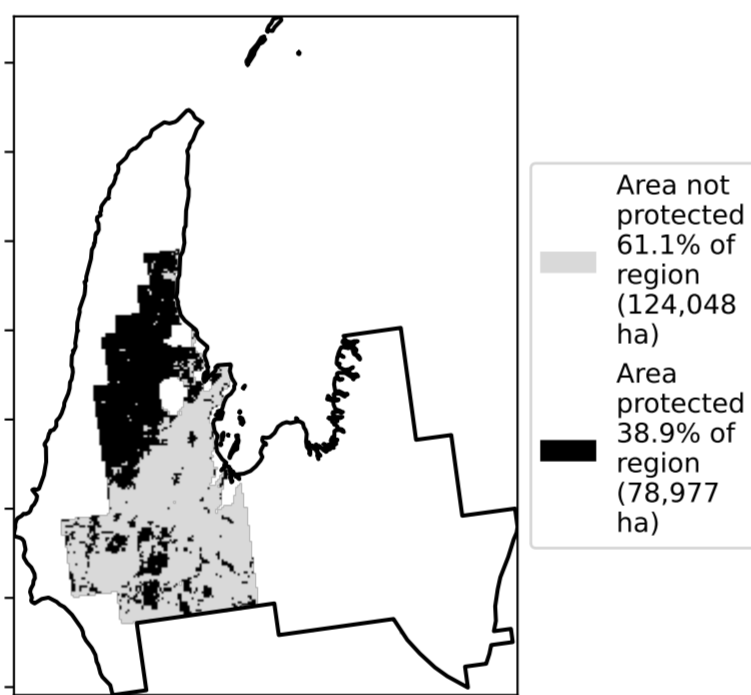 Area not
protected
61.1% of
region
(124,048
ha)
Area
protected
38.9% of
region
(78,977
ha)